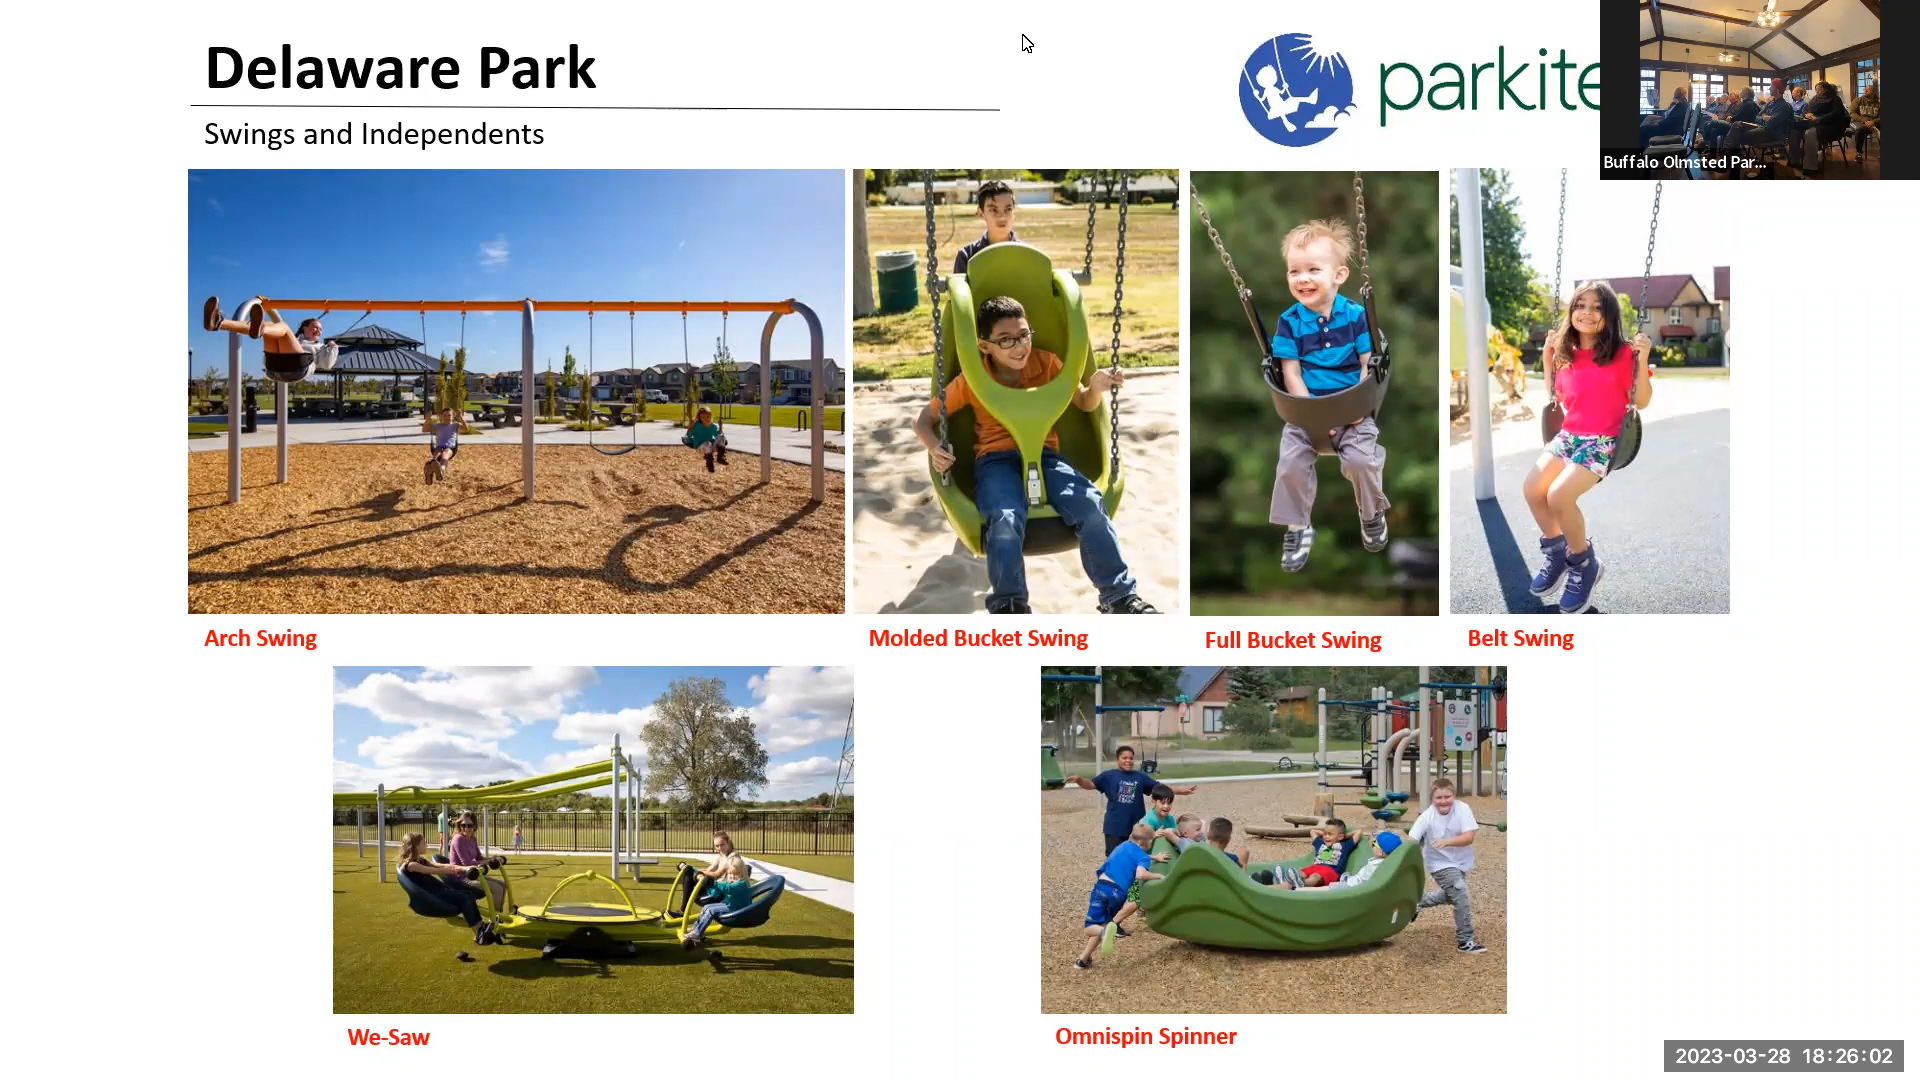 Delaware Park
Swings and Independents
parkite
Buffalo Olmsted Par...
Arch Swing
Molded Bucket Swing
Full Bucket Swing
Belt Swing
We-Saw
Omnispin Spinner
2023-03-28 18:26:02